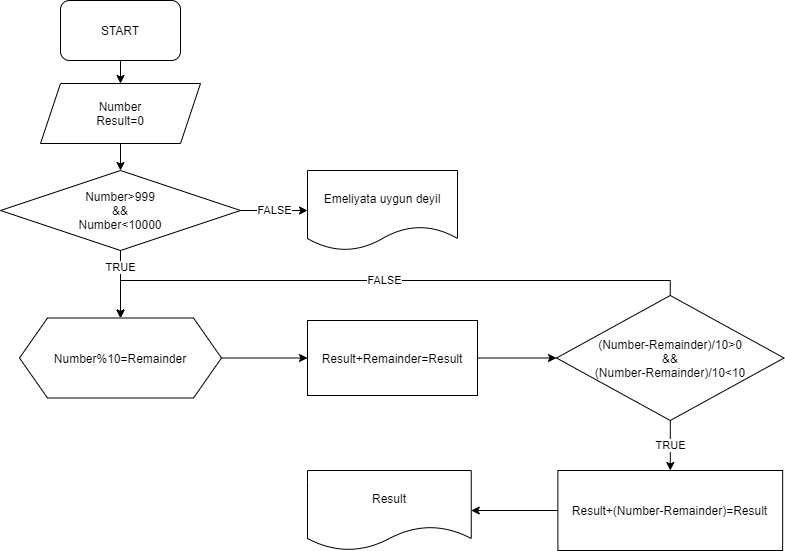 START
Number
Result=0
Number>999
&&
Number<10000
FALSE
Emeliyata uygun deyil
TRUE
FALSE
Number%10=Remainder
Result+Remainder=Result
(Number-Remainder)/10>0
&&
(Number-Remainder)/10<10
TRUE
Result
Result+(Number-Remainder)=Result